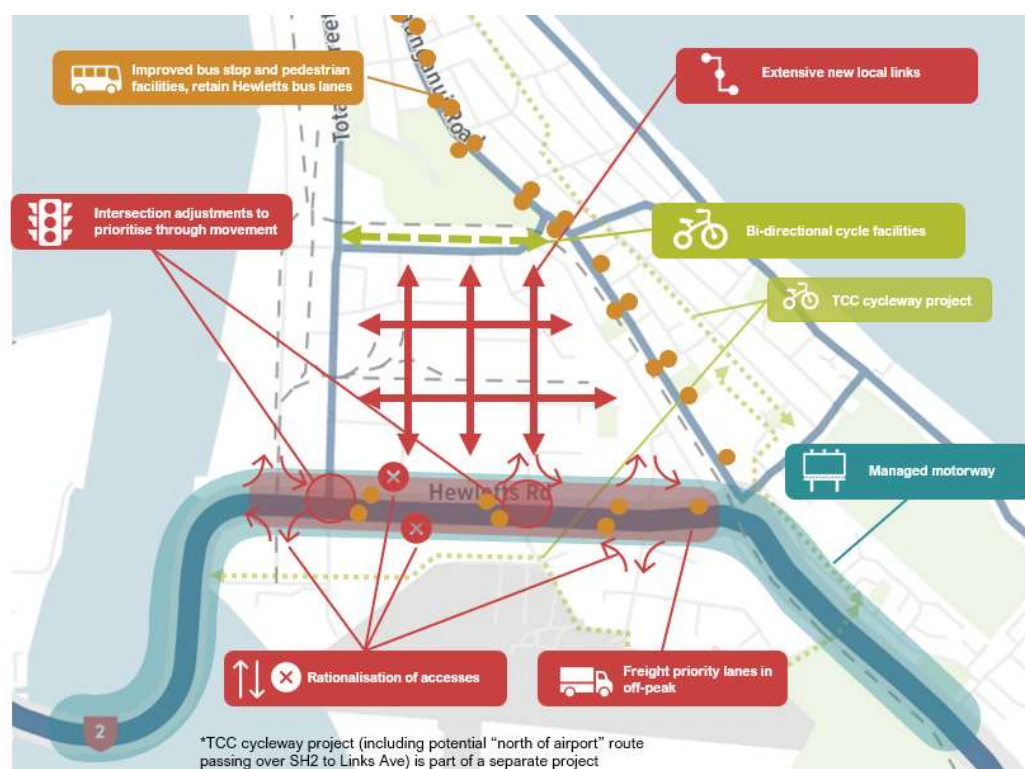 Improved bus stop and pedestrian
facilities, retain Hewletts bus lanes
Extensive new local links
Intersection adjustments to
prioritise through movement
Bi-directional cycle facilities
TCC cycleway project
Managed motorway
Hewletts Rd
Rationalisation of accesses
Freight priority lanes in
off-peak
2
*TCC cycleway project (including potential "north of airport" route
passing over SH2 to Links Ave) is part of a separate project